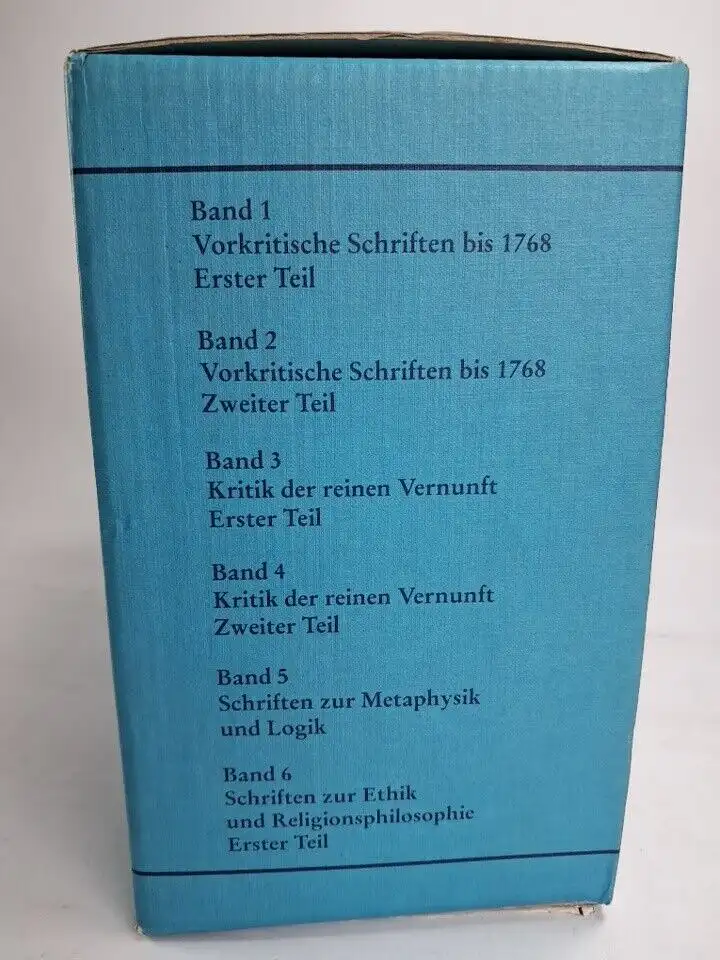 Band 1
Vorkritische Schriften bis 1768
Erster Teil
Band 2
Vorkritische Schriften bis 1768
Zweiter Teil
Band 3
Kritik der reinen Vernunft
Erster Teil
Band 4
Kritik der reinen Vernunft
Zweiter Teil
Band 5
Schriften zur Metaphysik
und Logik
Band 6
Schriften zur Ethik
und Religionsphilosophie
Erster Teil